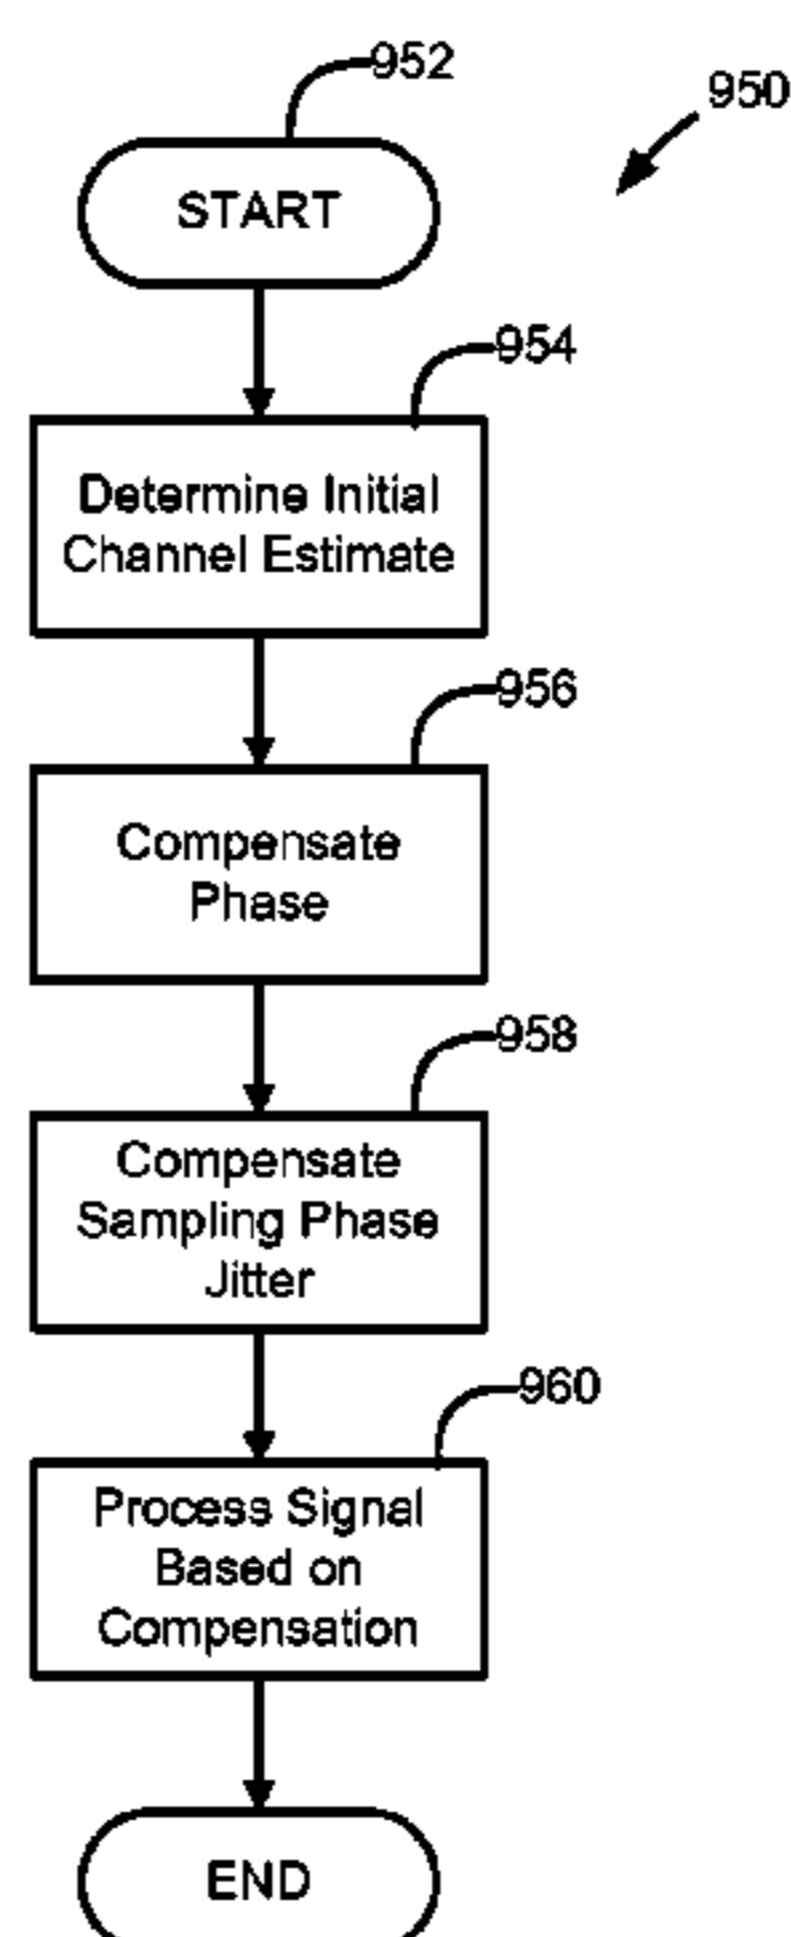 952
950
START
954
Determine Initial
Channel Estimate
956
Compensate
Phase
958
Compensate
Sampling Phase
Jitter
960
Process Signal
Based on
Compensation
END